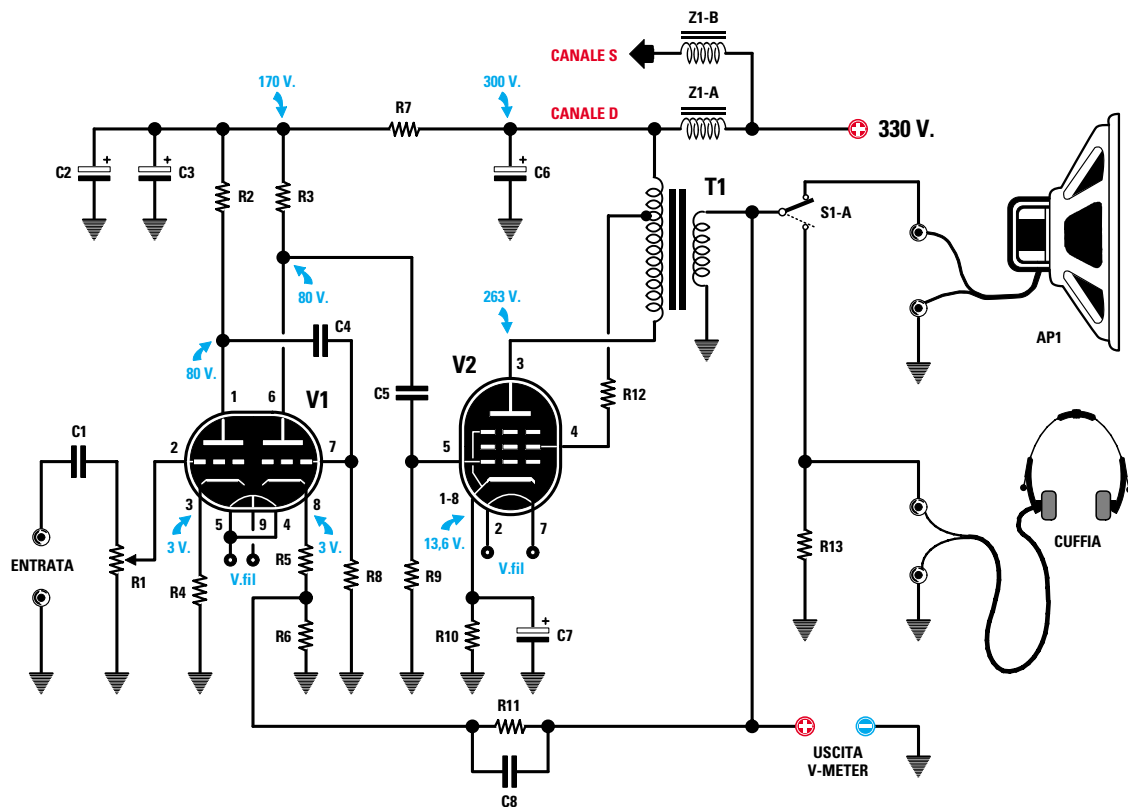 Z1-B
CANALE S
170 V.
300 V.
Z1-A
R7
CANALE D
330 V.
C2
C3
R2
R3
C6
T1
S1-A
80 V.
263 V.
C4
AP1
80 V.
V2
3
R12
1
6
V1
C5
C1
2
7
5
4
3
8
1-8
5
9
4
2
7
3 V.
3 V.
13,6 V.
CUFFIA
ENTRATA
R1
V.fil
R5
R8
R9
V.fil
R13
R4
R6
R10
C7
R11
USCITA
V-METER
C8
+
+
+
+